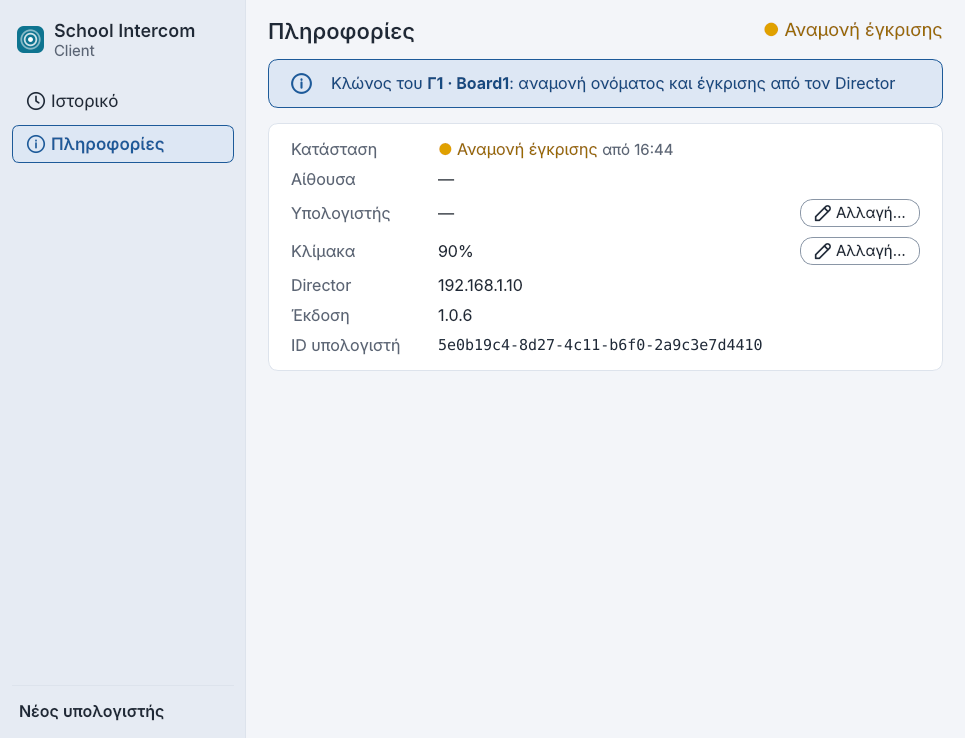 School Intercom
Client
Ιστορικό
Πληροφορίες
Νέος υπολογιστής
Πληροφορίες
Αναμονή έγκρισης
Κλώνος του Γ1 · Board1: αναμονή ονόματος και έγκρισης από τον Director
Κατάσταση Αναμονή έγκρισης από 16:44
Αίθουσα —
Υπολογιστής — Αλλαγή...
Κλίμακα 90% Αλλαγή...
Director 192.168.1.10
Έκδοση 1.0.6
ID υπολογιστή 5e0b19c4-8d27-4c11-b6f0-2a9c3e7d4410